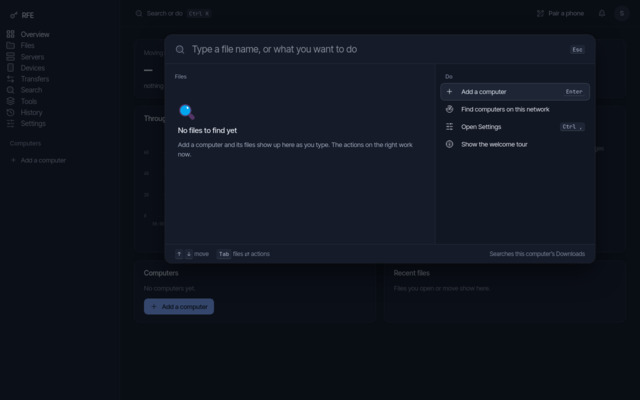 RFE
Search or do Ctrl K
Pair a phone
S
Overview
Files
Servers
Devices
Transfers
Search
Tools
History
Settings
Computers
Add a computer
Type a file name, or what you want to do
Esc
Files
No files to find yet
Add a computer and its files show up here as you type. The actions on the right work
now.
Do
Add a computer Enter
Find computers on this network
Open Settings Ctrl ,
Show the welcome tour
↑ ↓ move Tab files ⇄ actions
Searches this computer's Downloads
Moving
Nothing
Throug
Computers
No computers yet.
Add a computer
Recent files
Files you open or move show here.